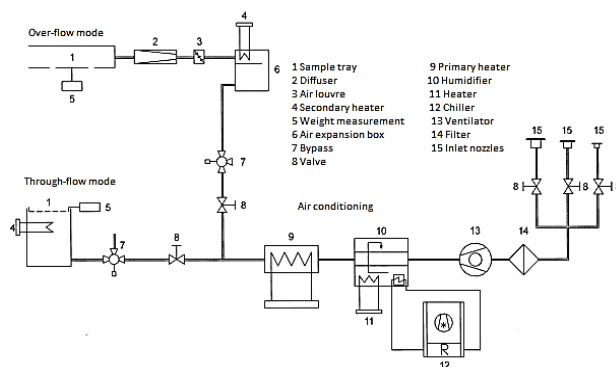 Over-flow mode
4
1
2
3
5
6
1 Sample tray
2 Diffuser
3 Air louvre
4 Secondary heater
5 Weight measurement
6 Air expansion box
7 Bypass
8 Valve
9 Primary heater
10 Humidifier
11 Heater
12 Chiller
13 Ventilator
14 Filter
15 Inlet nozzles
15 15 15
7
8 8 8
Through-flow mode
8
Air conditioning
1
5
4
7
8
9
10
13
14
11
R
12